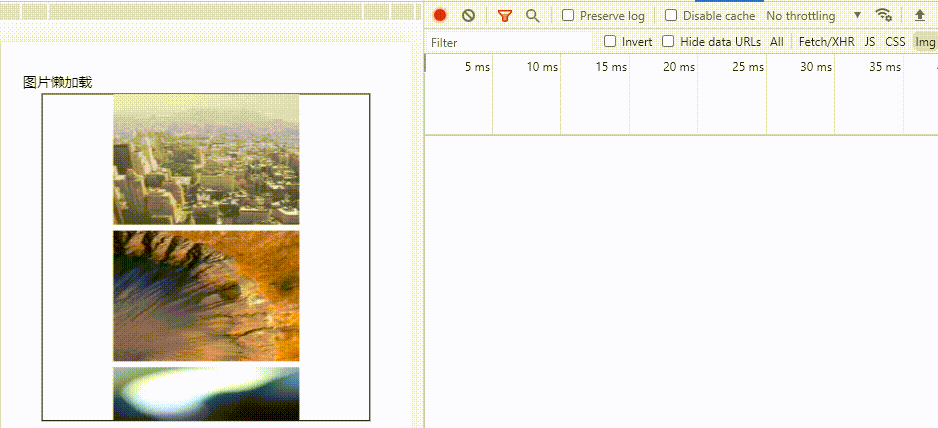 Preserve log Disable cache No throttling
Filter Invert Hide data URLs All Fetch/XHR JS CSS Img
5 ms 10 ms 15 ms 20 ms 25 ms 30 ms 35 ms
图片懒加载